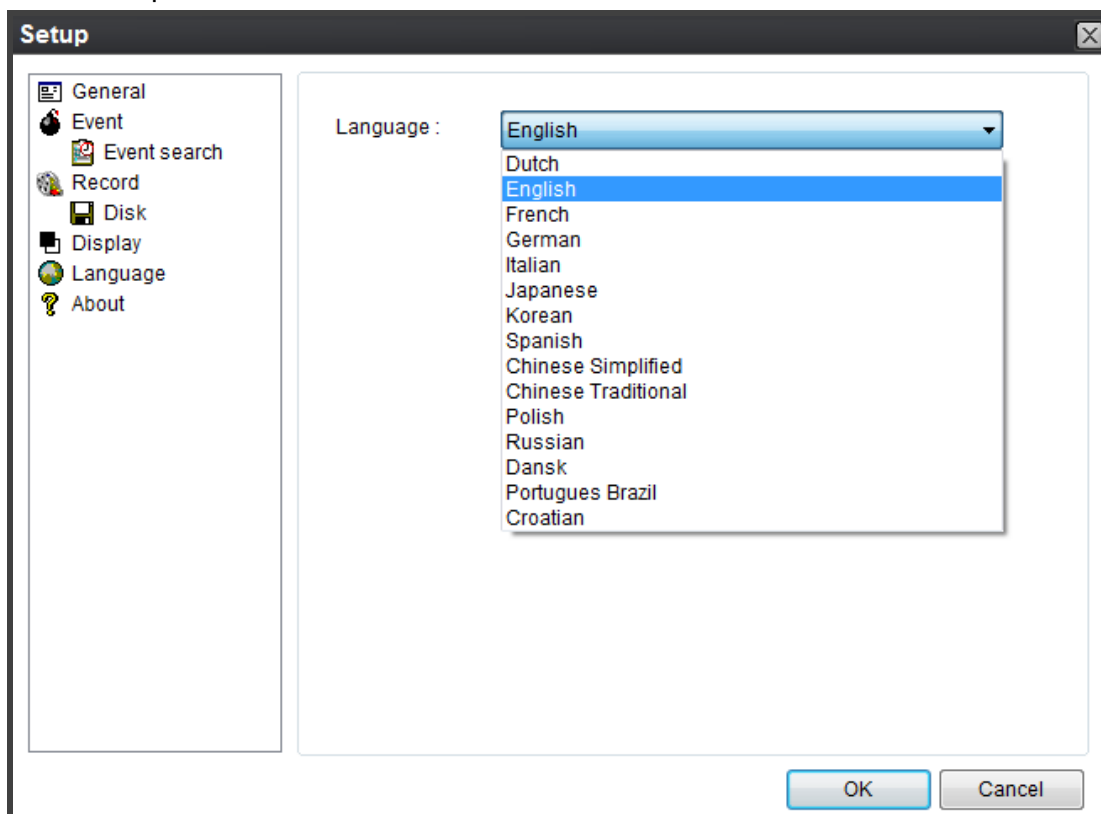 Setup
General
Event
Event search
Record
Disk
Display
Language
About
Language :
English
Dutch
English
French
German
Italian
Japanese
Korean
Spanish
Chinese Simplified
Chinese Traditional
Polish
Russian
Dansk
Portugues Brazil
Croatian
OK
Cancel